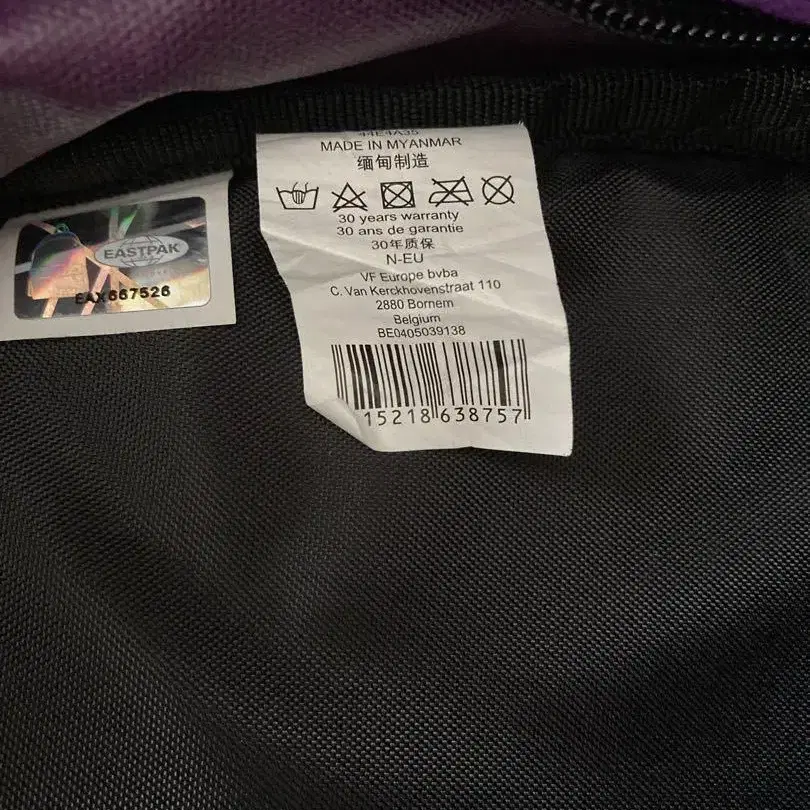 44E4A35
MADE IN MYANMAR
缅甸制造
30 years warranty
30 ans de garantie
30年质保
N-EU
VF Europe bvba
C. Van Kerckhovenstraat 110
2880 Bornem
Belgium
BE0405039138
15218 638757
EASTPAK
EAX667526